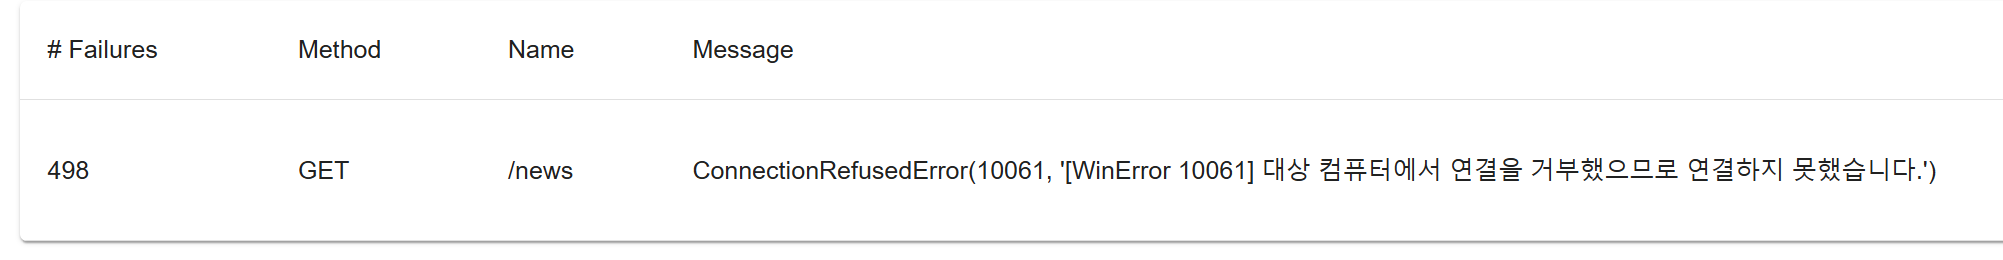 # Failures Method Name Message
498 GET /news ConnectionRefusedError(10061, '[WinError 10061] 대상 컴퓨터에서 연결을 거부했으므로 연결하지 못했습니다.')